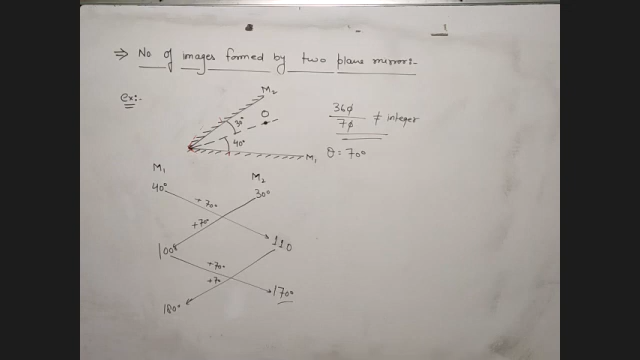 ⇒ No of images formed by two plane mirror:-
Ex:-
M₂
O
30°
40°
M₁
360/70 ≠ integer
θ = 70°
M₁ M₂
40° 30°
+70°
+70°
100° 110
+70°
+70
180° 170°